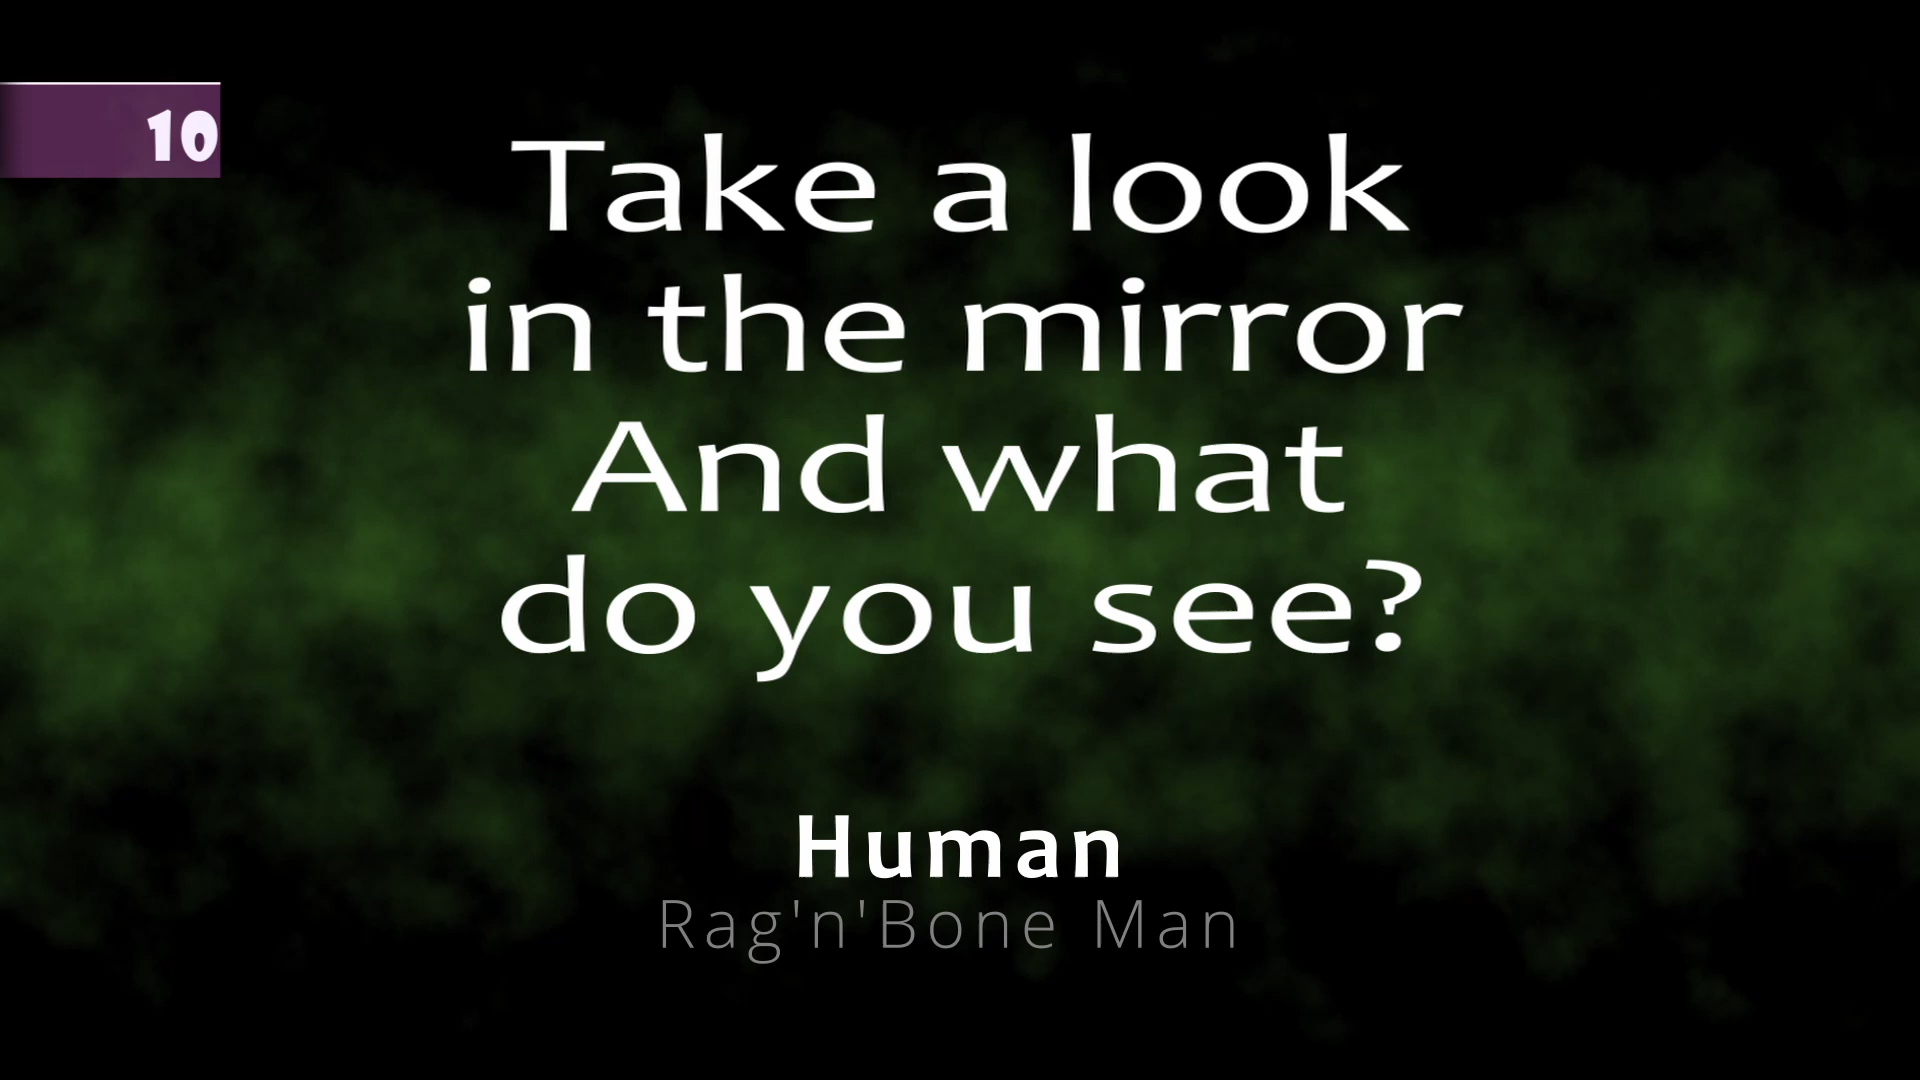 10
Take a look
in the mirror
And what
do you see?
Human
Rag'n'Bone Man